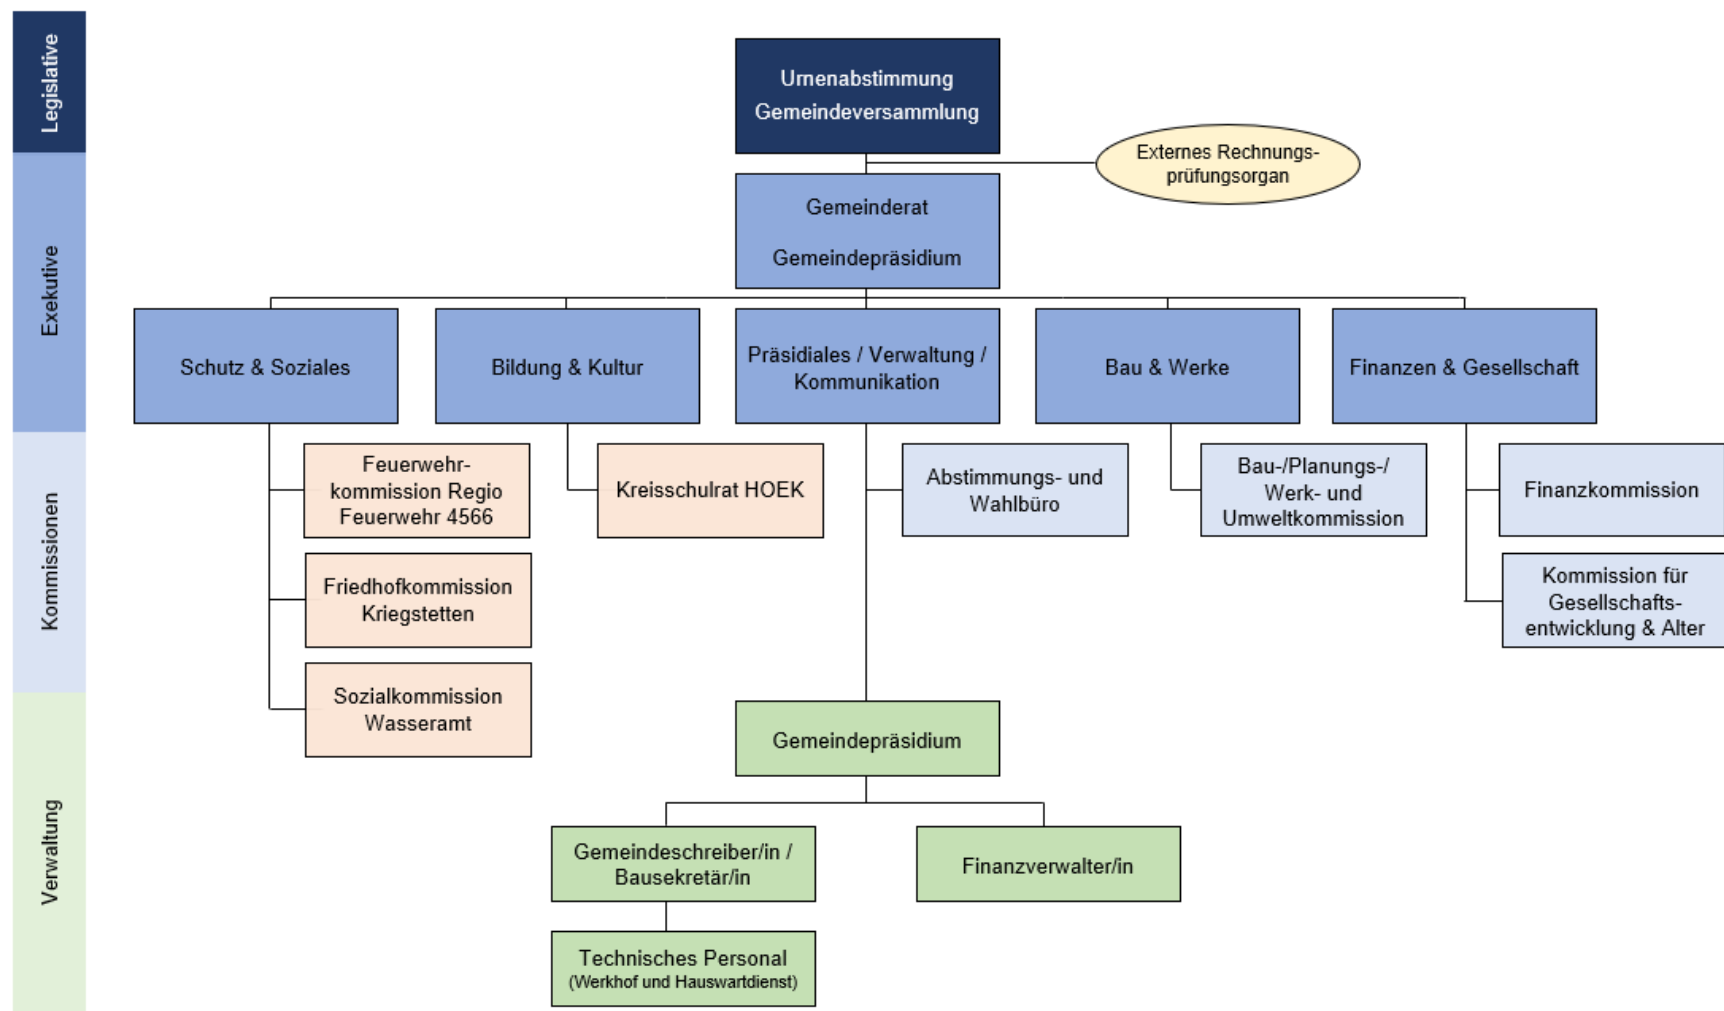 Legislative
Urnenabstimmung
Gemeindeversammlung
Externes Rechnungs-
prüfungsorgan
Exekutive
Gemeinderat
Gemeindepräsidium
Schutz & Soziales
Bildung & Kultur
Präsidiales / Verwaltung /
Kommunikation
Bau & Werke
Finanzen & Gesellschaft
Kommissionen
Feuerwehr-
kommission Regio
Feuerwehr 4566
Kreisschulrat HOEK
Abstimmungs- und
Wahlbüro
Bau-/Planungs-/
Werk- und
Umweltkommission
Finanzkommission
Friedhofkommission
Kriegstetten
Kommission für
Gesellschafts-
entwicklung & Alter
Sozialkommission
Wasseramt
Verwaltung
Gemeindepräsidium
Gemeindeschreiber/in /
Bausekretär/in
Finanzverwalter/in
Technisches Personal
(Werkhof und Hauswartdienst)